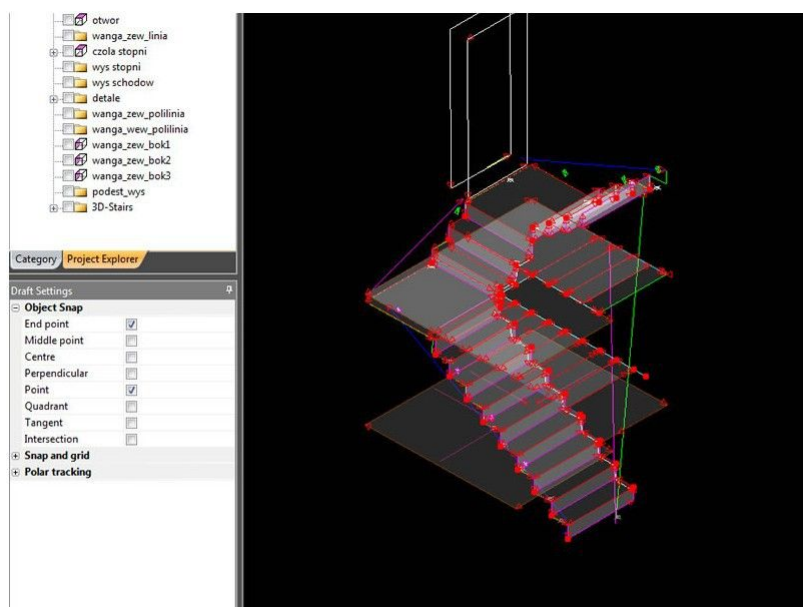 otwor
wanga_zew_linia
czola stopni
wys stopni
wys schodow
detale
wanga_zew_polilinia
wanga_wew_polilinia
wanga_zew_bok1
wanga_zew_bok2
wanga_zew_bok3
podest_wys
3D-Stairs
Category Project Explorer
Draft Settings
Object Snap
End point
Middle point
Centre
Perpendicular
Point
Quadrant
Tangent
Intersection
Snap and grid
Polar tracking